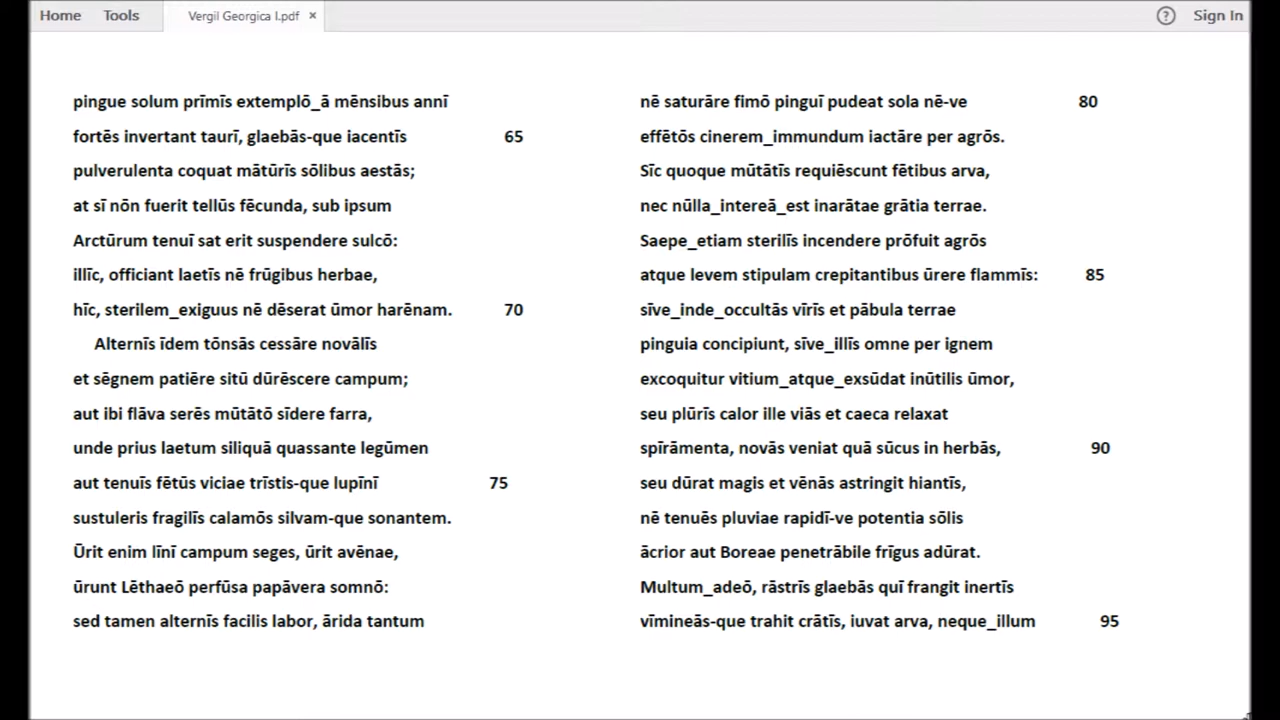 Home Tools Vergil Georgica I.pdf × ? Sign In
pingue solum prīmīs extemplō_ā mēnsibus annī
fortēs invertant taurī, glaebās-que iacentīs 65
pulverulenta coquat mātūrīs sōlibus aestās;
at sī nōn fuerit tellūs fēcunda, sub ipsum
Arctūrum tenuī sat erit suspendere sulcō:
illīc, officiant laetīs nē frūgibus herbae,
hīc, sterilem_exiguus nē dēserat ūmor harēnam. 70
Alternīs īdem tōnsās cessāre novālīs
et sēgnem patiēre sitū dūrēscere campum;
aut ibi flāva serēs mūtātō sīdere farra,
unde prius laetum siliquā quassante legūmen
aut tenuīs fētūs viciae trīstis-que lupīnī 75
sustuleris fragilīs calamōs silvam-que sonantem.
Ūrit enim līnī campum seges, ūrit avēnae,
ūrunt Lēthaeō perfūsa papāvera somnō:
sed tamen alternīs facilis labor, ārida tantum
nē saturāre fimō pinguī pudeat sola nē-ve 80
effētōs cinerem_immundum iactāre per agrōs.
Sīc quoque mūtātīs requiēscunt fētibus arva,
nec nūlla_intereā_est inarātae grātia terrae.
Saepe_etiam sterilīs incendere prōfuit agrōs
atque levem stipulam crepitantibus ūrere flammīs: 85
sīve_inde_occultās vīrīs et pābula terrae
pinguia concipiunt, sīve_illīs omne per ignem
excoquitur vitium_atque_exsūdat inūtilis ūmor,
seu plūrīs calor ille viās et caeca relaxat
spīrāmenta, novās veniat quā sūcus in herbās, 90
seu dūrat magis et vēnās astringit hiantīs,
nē tenuēs pluviae rapidī-ve potentia sōlis
ācrior aut Boreae penetrābile frīgus adūrat.
Multum_adeō, rāstrīs glaebās quī frangit inertīs
vīmineās-que trahit crātīs, iuvat arva, neque_illum 95